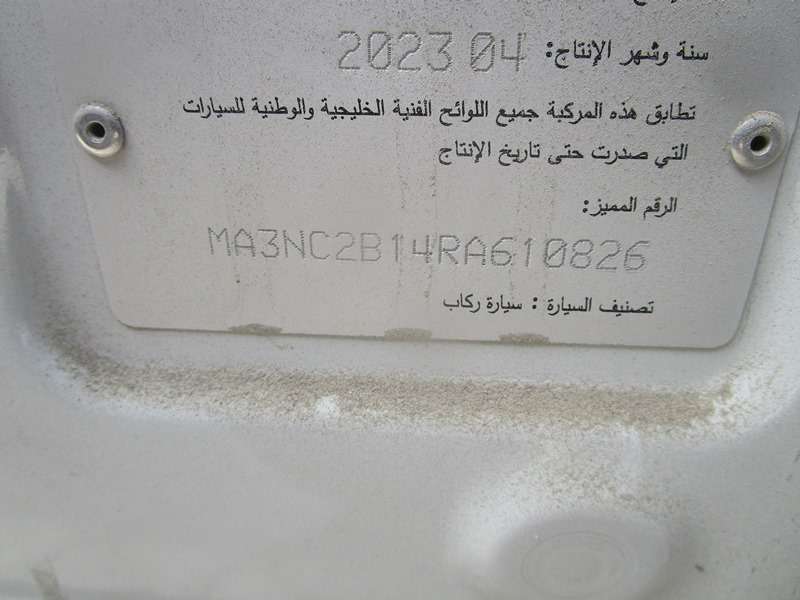 سنة وشهر الإنتاج: 2023 04
تطابق هذه المركبة جميع اللوائح الفنية الخليجية والوطنية للسيارات
التي صدرت حتى تاريخ الإنتاج
الرقم المميز:
MA3NC2B14RA610826
تصنيف السيارة : سيارة ركاب